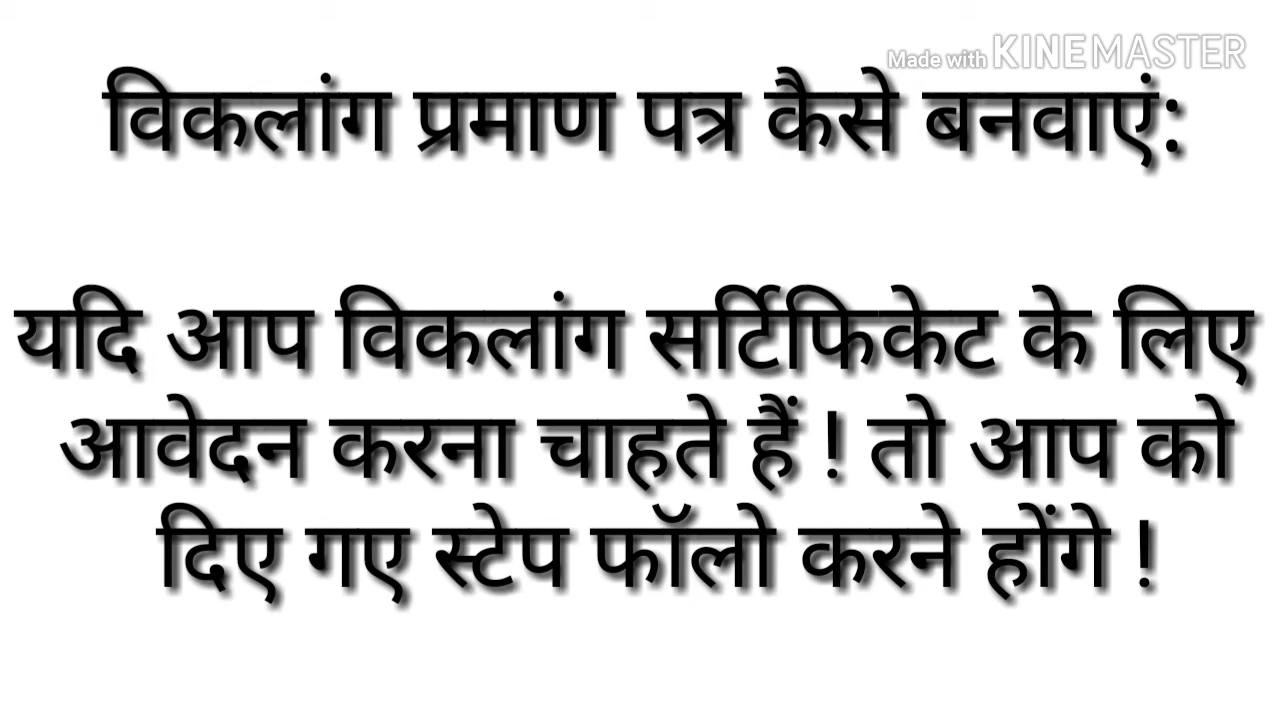 Made with KINEMASTER
विकलांग प्रमाण पत्र कैसे बनवाएं:
यदि आप विकलांग सर्टिफिकेट के लिए
आवेदन करना चाहते हैं ! तो आप को
दिए गए स्टेप फॉलो करने होंगे !